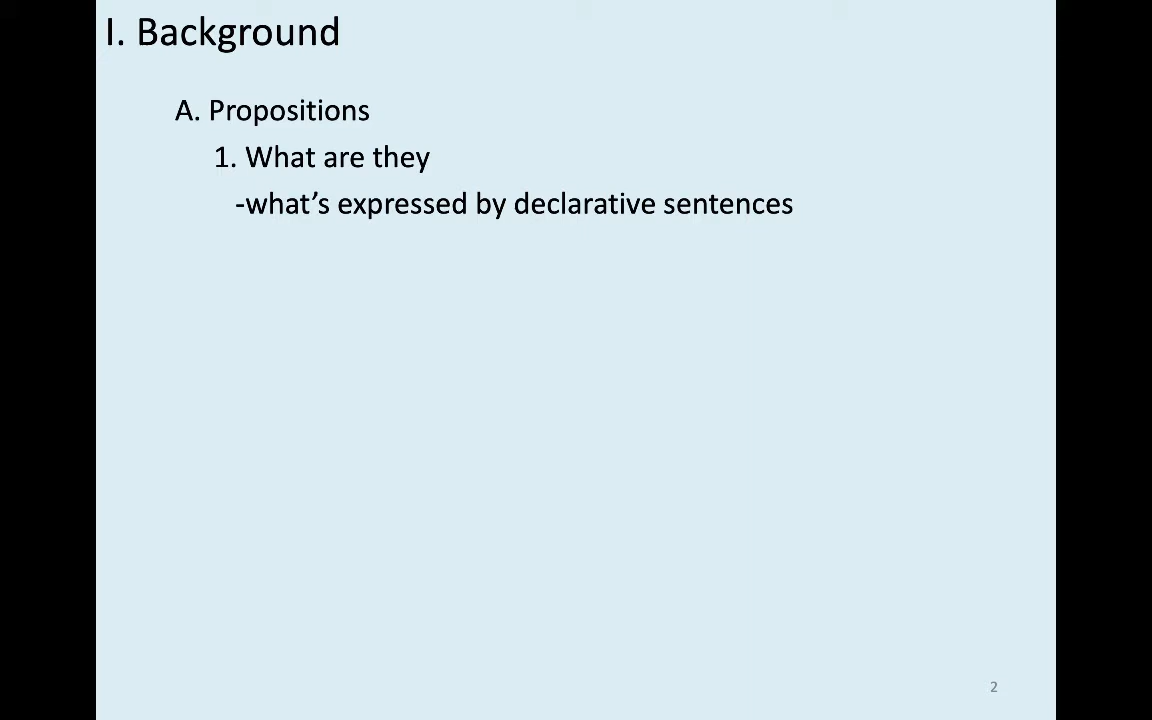 I. Background
A. Propositions
1. What are they
-what’s expressed by declarative sentences
2